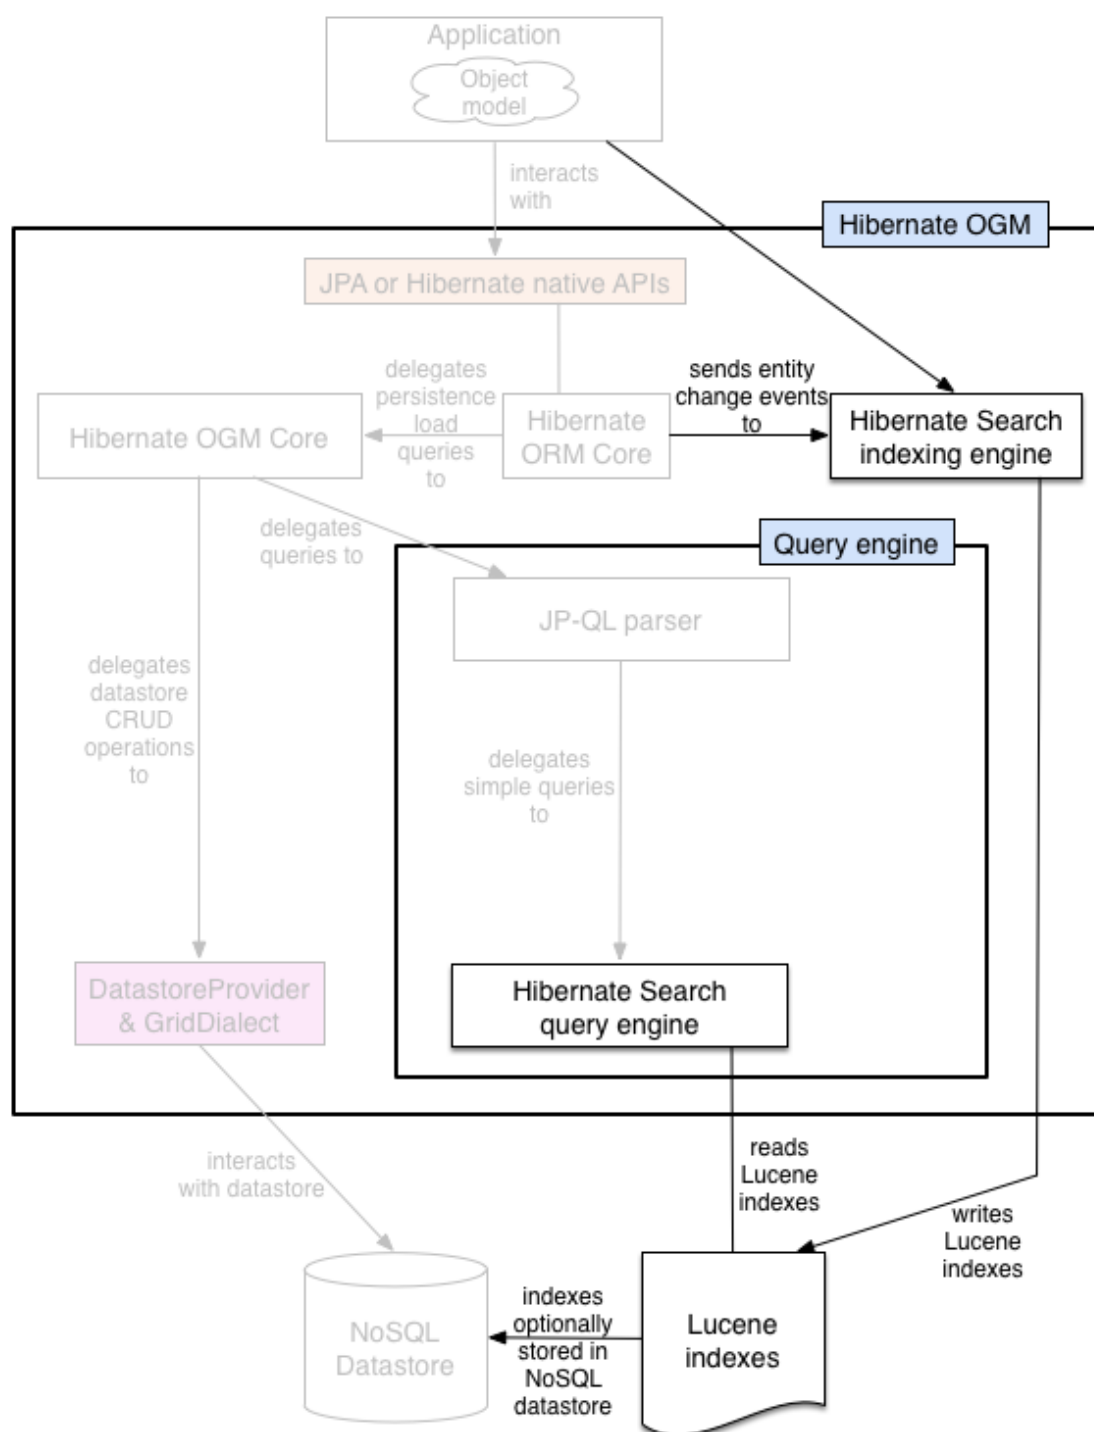 Application
Object
model
interacts
with
Hibernate OGM
JPA or Hibernate native APIs
delegates
persistence
load
queries
to
sends entity
change events
to
Hibernate OGM Core
Hibernate
ORM Core
Hibernate Search
indexing engine
delegates
queries to
Query engine
JP-QL parser
delegates
datastore
CRUD
operations
to
delegates
simple queries
to
DatastoreProvider
& GridDialect
Hibernate Search
query engine
interacts
with datastore
reads
Lucene
indexes
writes
Lucene
indexes
NoSQL
Datastore
indexes
optionally
stored in
NoSQL
datastore
Lucene
indexes